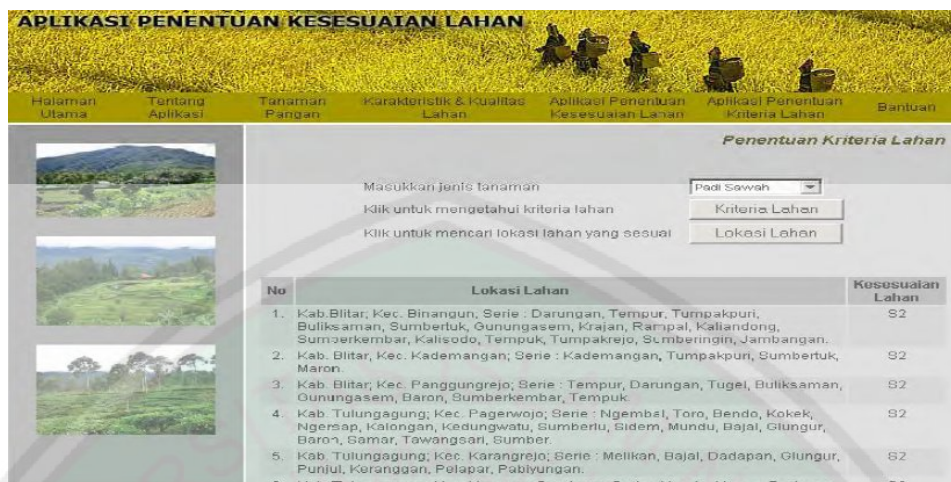 APLIKASI PENENTUAN KESESUAIAN LAHAN
Halaman Utama
Tentang Aplikasi
Tanaman Pangan
Karakteristik & Kualitas Lahan
Aplikasi Penentuan Kesesuaian Lahan
Aplikasi Penentuan Kriteria Lahan
Bantuan
Penentuan Kriteria Lahan
Masukkan jenis tanaman Padi Sawah
Klik untuk mengetahui kriteria lahan Kriteria Lahan
Klik untuk mencari lokasi lahan yang sesuai Lokasi Lahan
No Lokasi Lahan Kesesuaian Lahan
1. Kab.Blitar; Kec. Binangun; Serie : Darungan, Tempur, Tumpakpuri, S2
Buliksaman, Sumbertuk, Gunungasem, Krajan, Rampal, Kaliandong,
Sumberkembar, Kalisodo, Tempuk, Tumpakrejo, Sumberingin, Jambangan.
2. Kab. Blitar, Kec. Kademangan; Serie : Kademangan, Tumpakpuri, Sumbertuk, S2
Maron.
3. Kab. Blitar; Kec. Panggungrejo; Serie : Tempur, Darungan, Tugel, Buliksaman, S2
Gunungasem, Baron, Sumberkembar, Tempuk.
4. Kab. Tulungagung; Kec. Pagerwojo; Serie : Ngembal, Toro, Bendo, Kokek, S2
Ngersap, Kalongan, Kedungwatu, Sumberlu, Sidem, Mundu, Bajal, Glungur,
Baron, Samar, Tawangsari, Sumber.
5. Kab. Tulungagung; Kec. Karangrejo; Serie : Melikan, Bajal, Dadapan, Glungur, S2
Punjul, Keranggan, Pelapar, Pabiyungan.